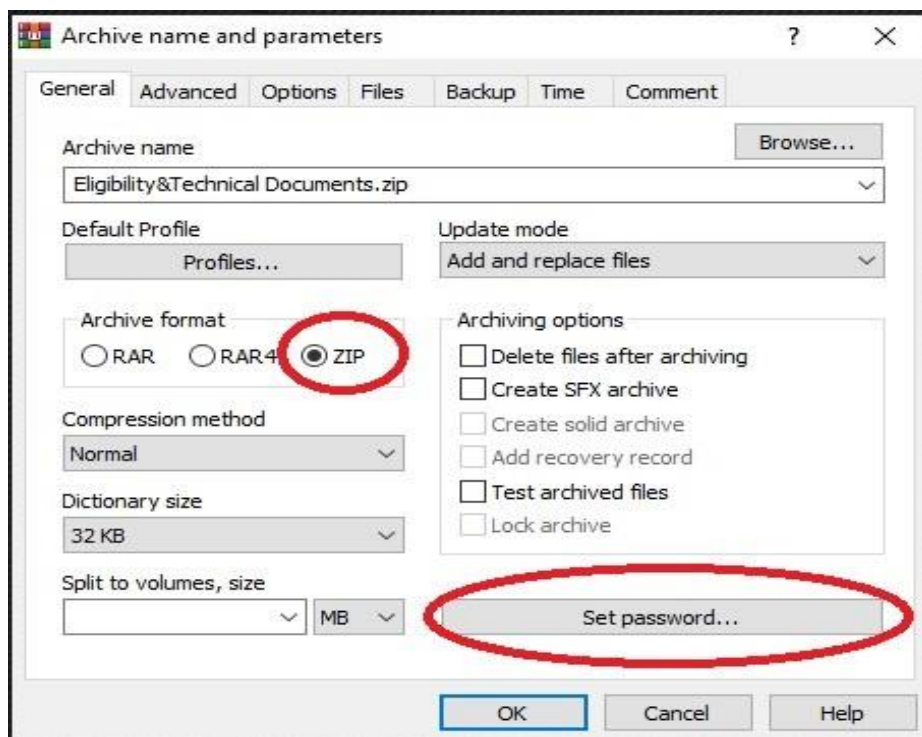 Archive name and parameters
?
General Advanced Options Files Backup Time Comment
Archive name
Browse...
Eligibility&Technical Documents.zip
Default Profile
Profiles...
Update mode
Add and replace files
Archive format
RAR RAR4 ZIP
Compression method
Normal
Dictionary size
32 KB
Split to volumes, size
MB
Archiving options
Delete files after archiving
Create SFX archive
Create solid archive
Add recovery record
Test archived files
Lock archive
Set password...
OK Cancel Help